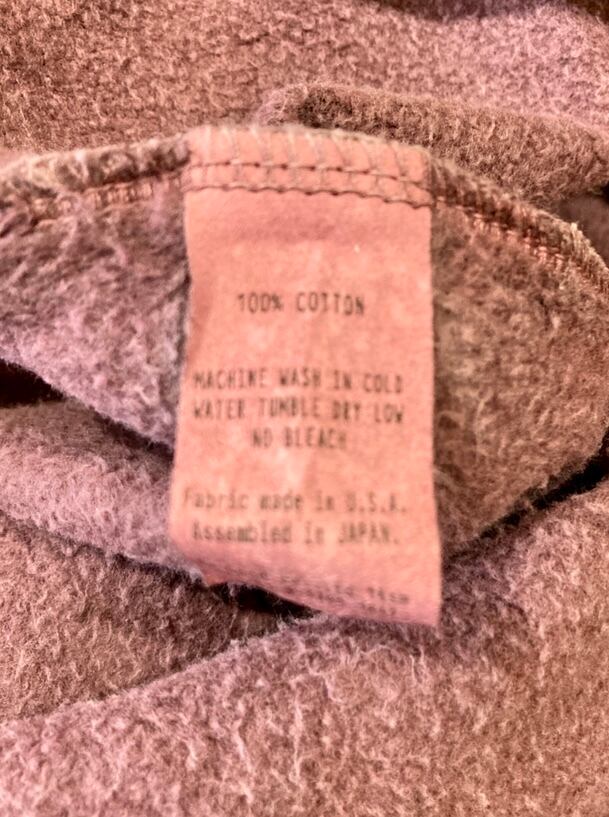 100% COTTON
MACHINE WASH IN COLD
WATER TUMBLE DRY LOW
NO BLEACH
Fabric made in U.S.A.
Assembled in JAPAN.